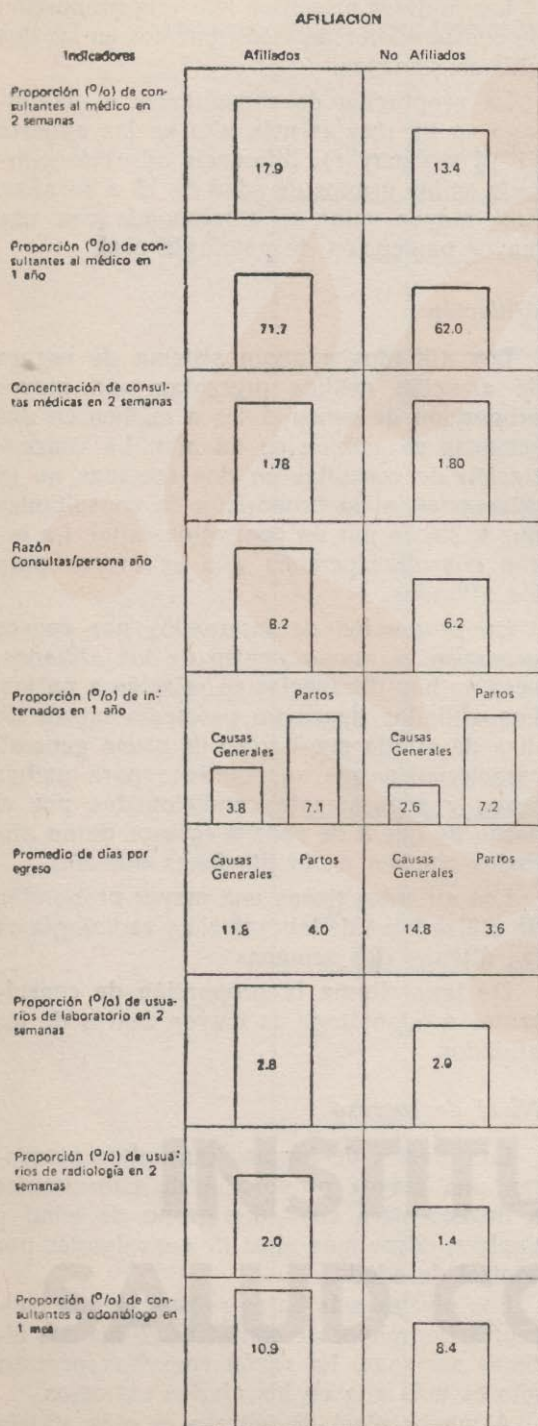 AFILIACION
Indicadores Afiliados No Afiliados
Proporción (º/o) de con-
sultantes al médico en
2 semanas
17.9 13.4
Proporción (º/o) de con-
sultantes al médico en
1 año
71.7 62.0
Concentración de consul-
tas médicas en 2 semanas
1.78 1.80
Razón
Consultas/persona año
8.2 6.2
Proporción (º/o) de in-
ternados en 1 año
Partos Partos
Causas Causas
Generales Generales
3.8 7.1 2.6 7.2
Promedio de días por
egreso
Causas Partos Causas Partos
Generales Generales
11.8 4.0 14.8 3.6
Proporción (º/o) de usua-
rios de laboratorio en 2
semanas
2.8 2.9
Proporción (º/o) de usua-
rios de radiología en 2
semanas
2.0 1.4
Proporción (º/o) de con-
sultantes a odontólogo en
1 mes
10.9 8.4
INSTITU
SALUD CO